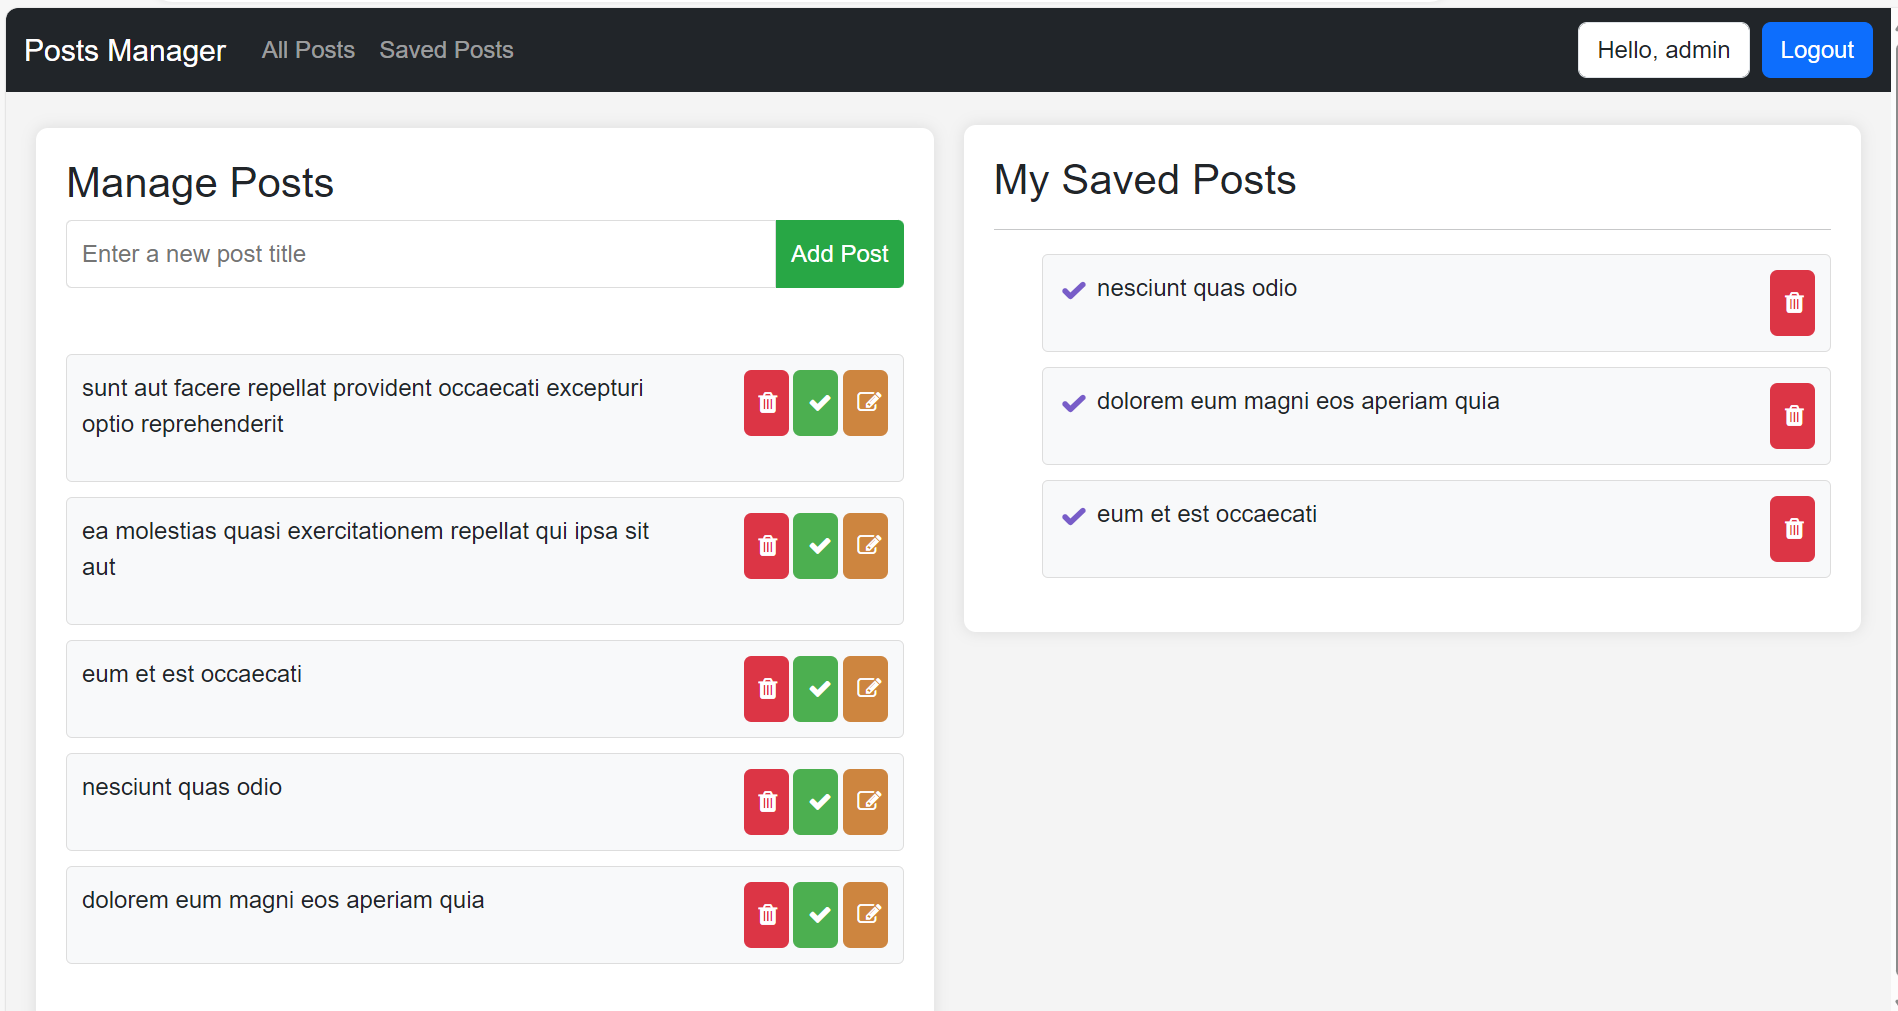 Posts Manager
All Posts
Saved Posts
Hello, admin
Logout
Manage Posts
Enter a new post title
Add Post
sunt aut facere repellat provident occaecati excepturi
optio reprehenderit
ea molestias quasi exercitationem repellat qui ipsa sit
aut
eum et est occaecati
nesciunt quas odio
dolorem eum magni eos aperiam quia
My Saved Posts
nesciunt quas odio
dolorem eum magni eos aperiam quia
eum et est occaecati